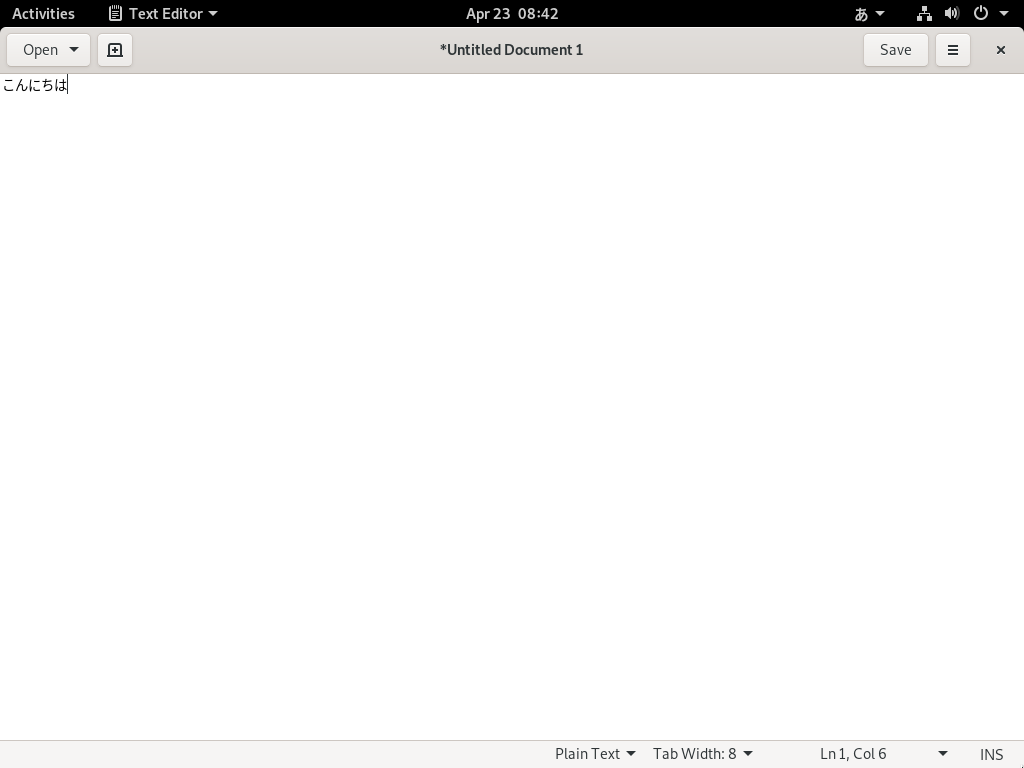 Activities Text Editor Apr 23 08:42 あ
Open *Untitled Document 1 Save
こんにちは
Plain Text Tab Width: 8 Ln 1, Col 6 INS